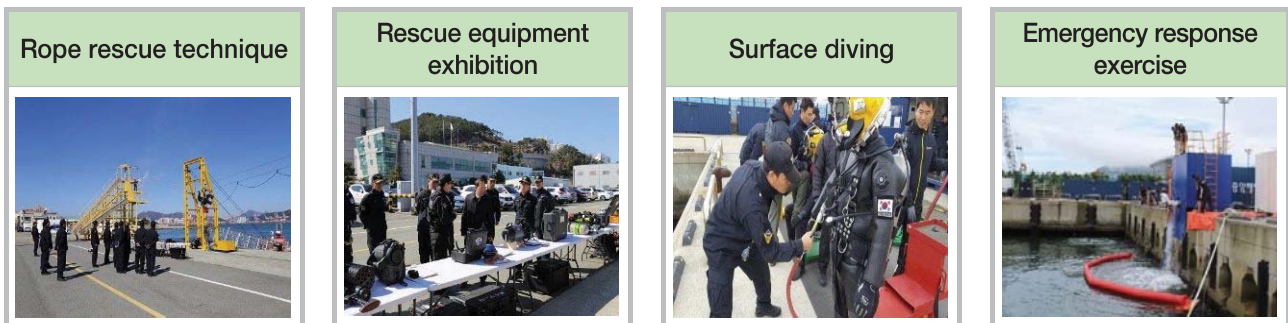 Rope rescue technique
Rescue equipment
exhibition
Surface diving
Emergency response
exercise